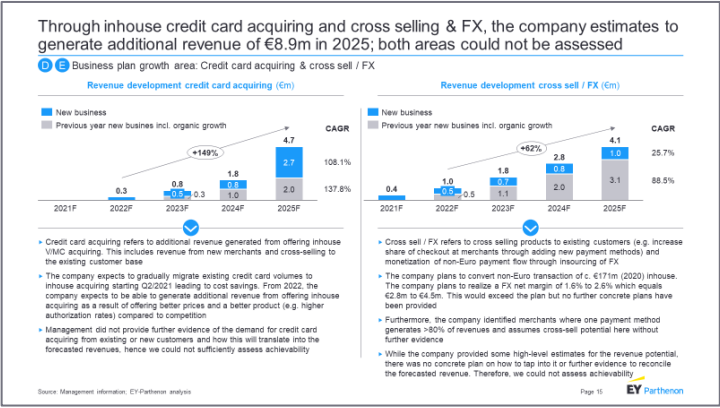 Through inhouse credit card acquiring and cross selling & FX, the company estimates to
generate additional revenue of €8.9m in 2025; both areas could not be assessed
D E Business plan growth area: Credit card acquiring & cross sell / FX
Revenue development credit card acquiring (€m)
New business
Previous year new busines incl. organic growth
CAGR
+149%
4.7
2.7
108.1%
1.8
0.8
0.8
0.5
0.3
0.3
1.0
2.0
137.8%
2021F
2022F
2023F
2024F
2025F
Credit card acquiring refers to additional revenue generated from offering inhouse
V/MC acquiring. This includes revenue from new merchants and cross-selling to
the existing customer base
The company expects to gradually migrate existing credit card volumes to
inhouse acquiring starting Q2/2021 leading to cost savings. From 2022, the
company expects to be able to generate additional revenue from offering inhouse
acquiring as a result of offering better prices and a better product (e.g. higher
authorization rates) compared to competition
Management did not provide further evidence of the demand for credit card
acquiring from existing or new customers and how this will translate into the
forecasted revenues, hence we could not sufficiently assess achievability
Revenue development cross sell / FX (€m)
New business
Previous year new business incl. organic growth
CAGR
+62%
4.1
1.0
25.7%
2.8
0.8
1.8
0.7
1.0
0.5
0.5
0.4
1.1
2.0
3.1
88.5%
2021F
2022F
2023F
2024F
2025F
Cross sell / FX refers to cross selling products to existing customers (e.g. increase
share of checkout at merchants through adding new payment methods) and
monetization of non-Euro payment flow through insourcing of FX
The company plans to convert non-Euro transaction of c. €171m (2020) inhouse.
The company plans to realize a FX net margin of 1.6% to 2.6% which equals
€2.8m to €4.5m. This would exceed the plan but no further concrete plans have
been provided
Furthermore, the company identified merchants where one payment method
generates >80% of revenues and assumes cross-sell potential here without
further evidence
While the company provided some high-level estimates for the revenue potential,
there was no concrete plan on how to tap into it or further evidence to reconcile
the forecasted revenue. Therefore, we could not assess achievability
Source: Management information; EY-Parthenon analysis
Page 15
EY Parthenon